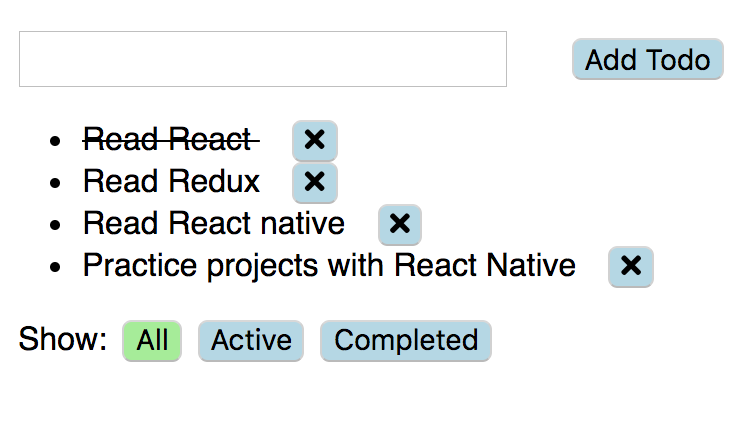 Add Todo
Read React
Read Redux
Read React native
Practice projects with React Native
Show: All Active Completed